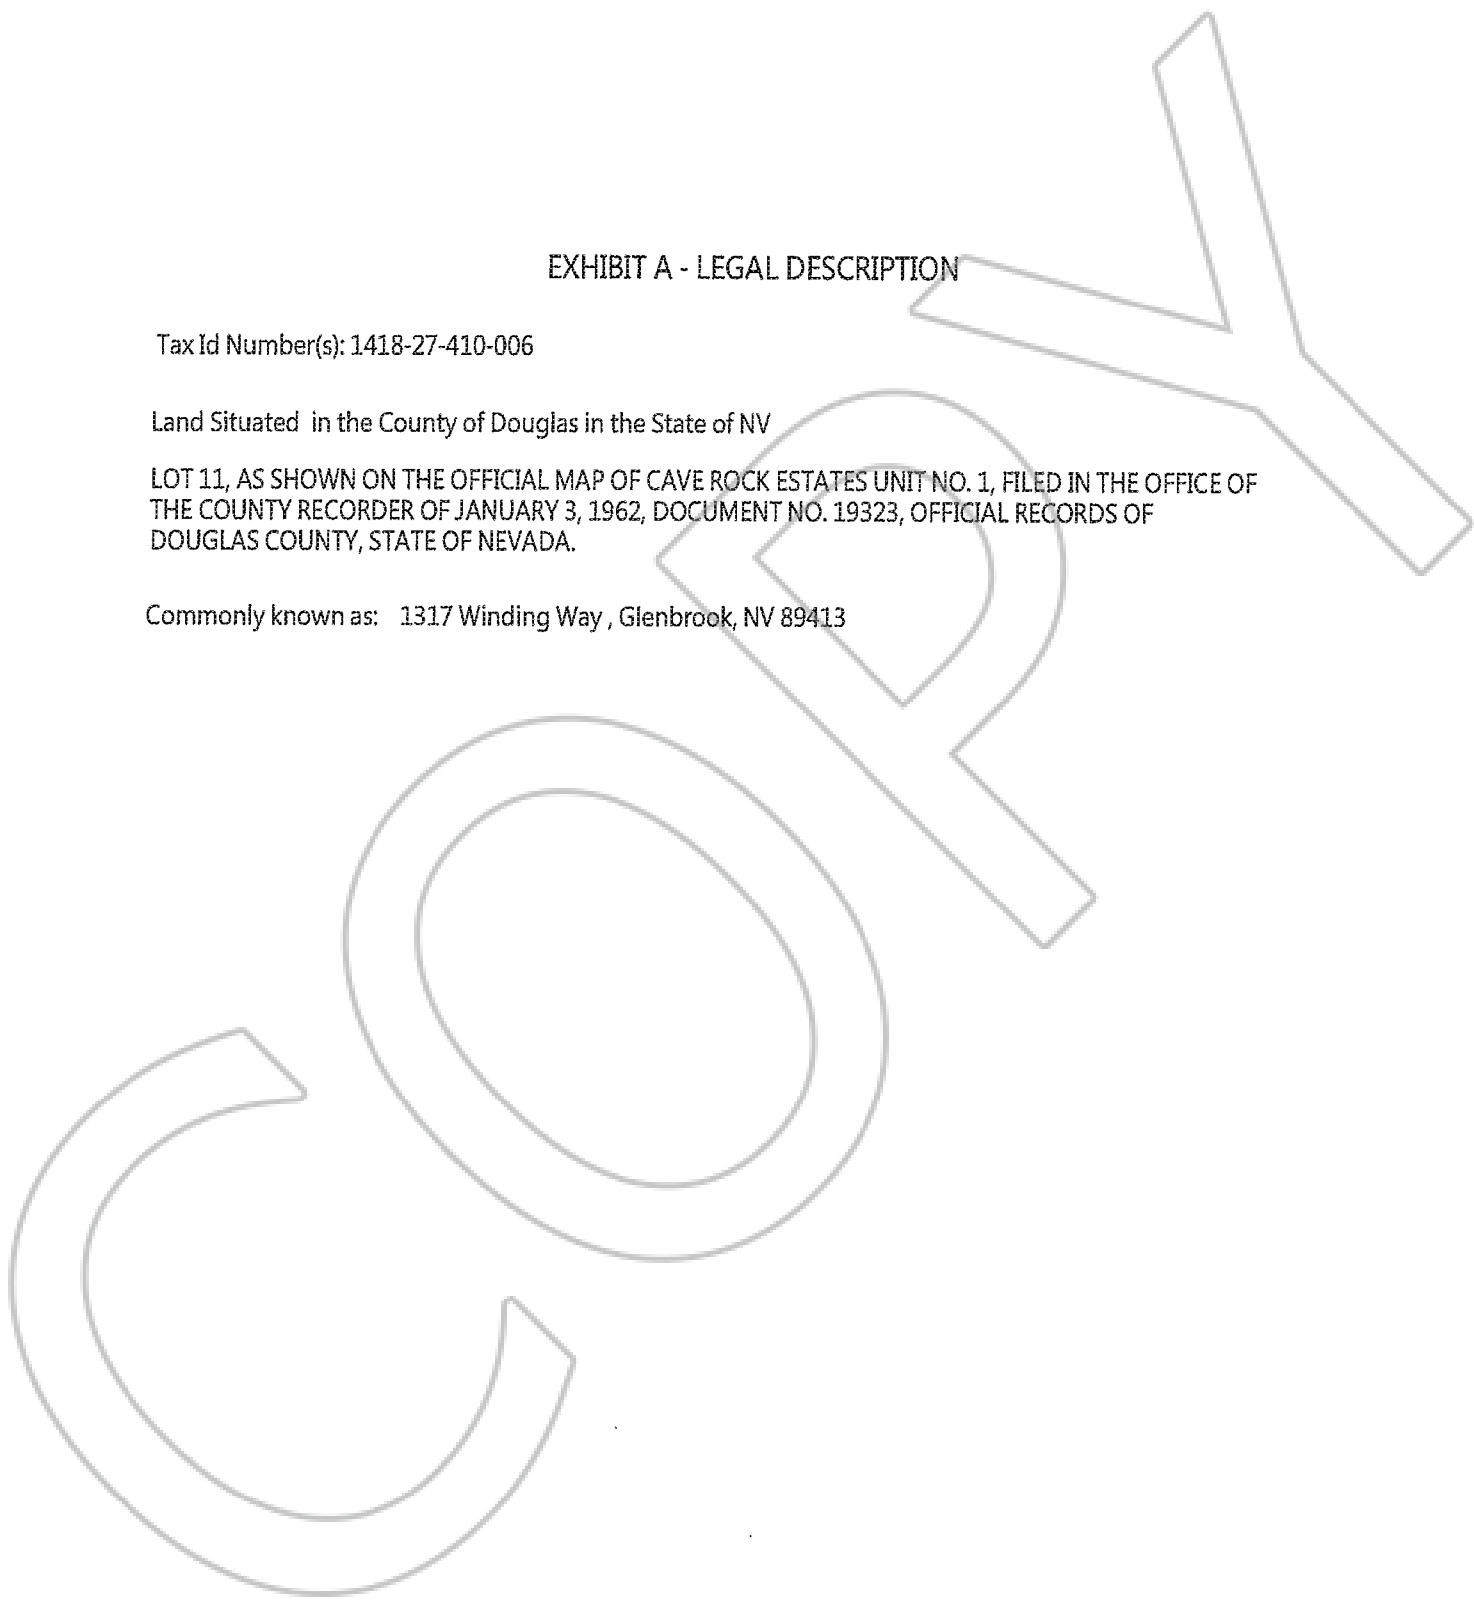 EXHIBIT A - LEGAL DESCRIPTION
Tax Id Number(s): 1418-27-410-006
Land Situated in the County of Douglas in the State of NV
LOT 11, AS SHOWN ON THE OFFICIAL MAP OF CAVE ROCK ESTATES UNIT NO. 1, FILED IN THE OFFICE OF
THE COUNTY RECORDER OF JANUARY 3, 1962, DOCUMENT NO. 19323, OFFICIAL RECORDS OF
DOUGLAS COUNTY, STATE OF NEVADA.
Commonly known as: 1317 Winding Way , Glenbrook, NV 89413
COPY